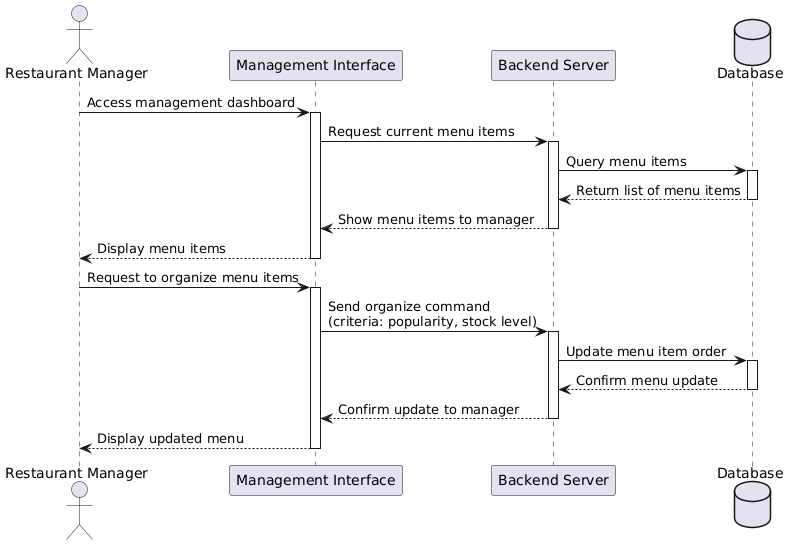 Restaurant Manager
Management Interface
Backend Server
Database
Access management dashboard
Request current menu items
Query menu items
Return list of menu items
Show menu items to manager
Display menu items
Request to organize menu items
Send organize command
(criteria: popularity, stock level)
Update menu item order
Confirm menu update
Confirm update to manager
Display updated menu
Restaurant Manager
Management Interface
Backend Server
Database